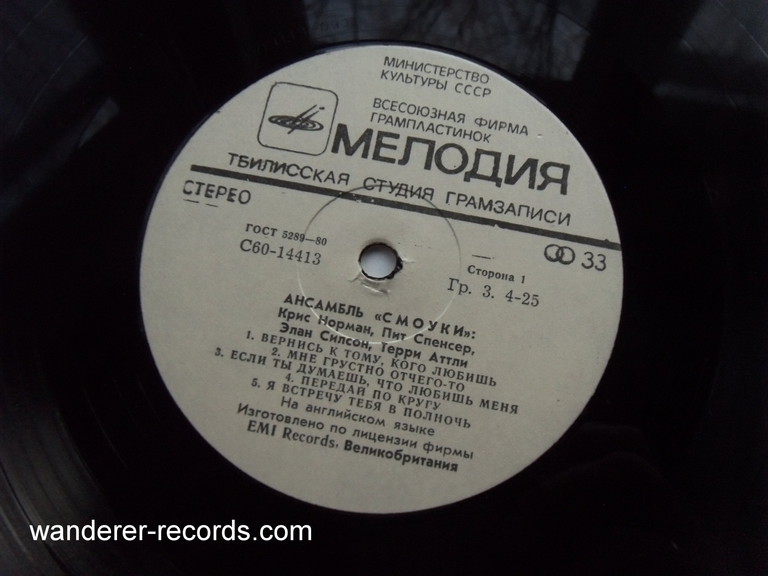 МИНИСТЕРСТВО
КУЛЬТУРЫ СССР
ВСЕСОЮЗНАЯ ФИРМА
ГРАМПЛАСТИНОК
МЕЛОДИЯ
ТБИЛИССКАЯ СТУДИЯ ГРАМЗАПИСИ
СТЕРЕО
33
ГОСТ 5289—80
С60-14413
Сторона 1
Гр. 3. 4-25
АНСАМБЛЬ «СМОУКИ»:
Крис Норман, Пит Спенсер,
Элан Силсон, Терри Аттли
1. ВЕРНИСЬ К ТОМУ, КОГО ЛЮБИШЬ
2. МНЕ ГРУСТНО ОТЧЕГО-ТО
3. ЕСЛИ ТЫ ДУМАЕШЬ, ЧТО ЛЮБИШЬ МЕНЯ
4. ПЕРЕДАЙ ПО КРУГУ
5. Я ВСТРЕЧУ ТЕБЯ В ПОЛНОЧЬ
На английском языке
Изготовлено по лицензии фирмы
EMI Records, Великобритания
wanderer-records.com